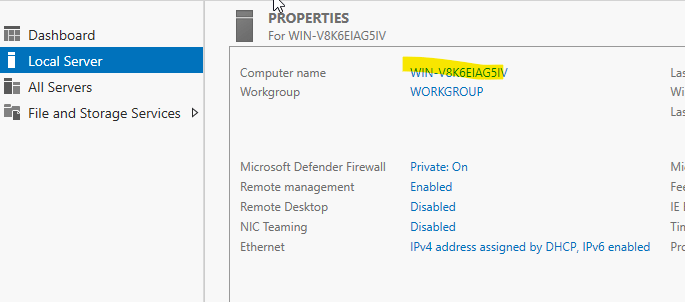 Dashboard
Local Server
All Servers
File and Storage Services
PROPERTIES
For WIN-V8K6EIAG5IV
Computer name WIN-V8K6EIAG5IV Las
Workgroup WORKGROUP Wi
Las
Microsoft Defender Firewall Private: On Mi
Remote management Enabled Fee
Remote Desktop Disabled IE I
NIC Teaming Disabled Tim
Ethernet IPv4 address assigned by DHCP, IPv6 enabled Pro